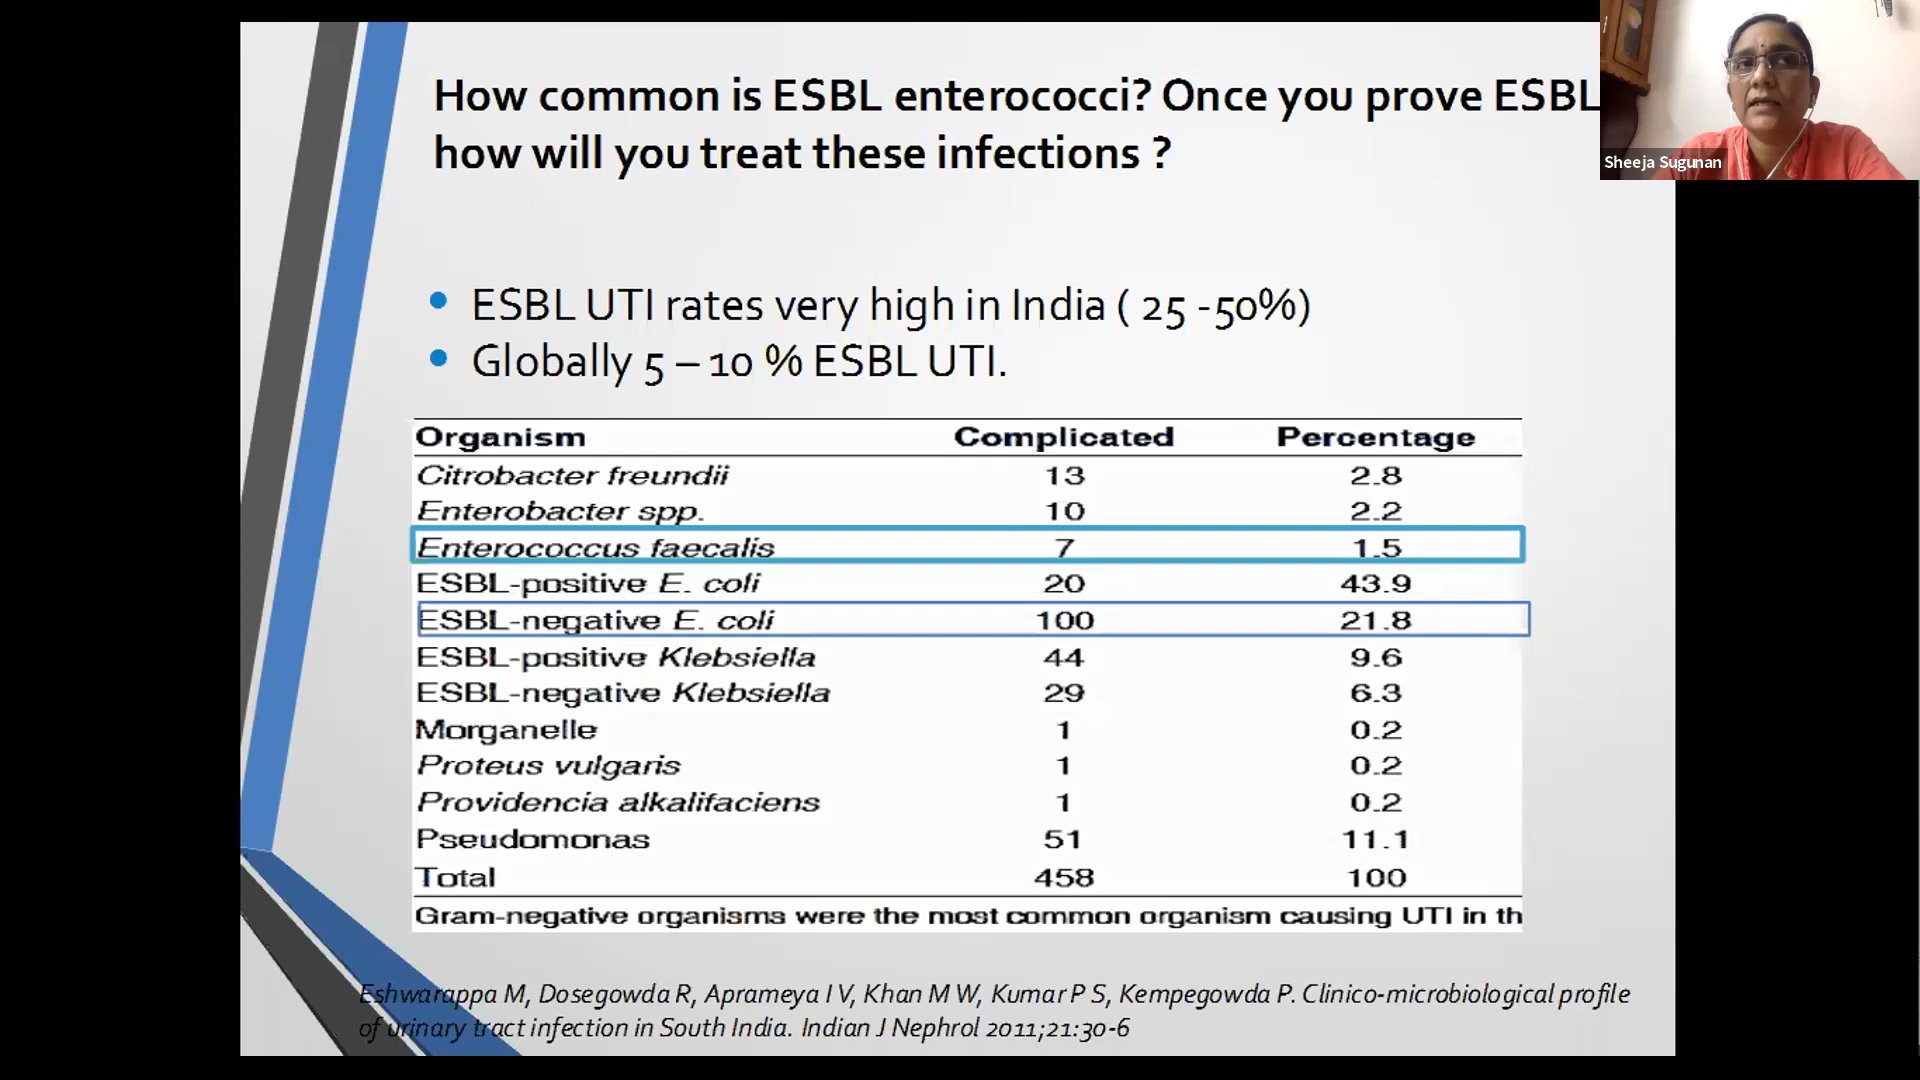 How common is ESBL enterococci? Once you prove ESBL
how will you treat these infections ?
Sheeja Sugunan
• ESBL UTI rates very high in India ( 25 -50%)
• Globally 5 – 10 % ESBL UTI.
Organism Complicated Percentage
Citrobacter freundii 13 2.8
Enterobacter spp. 10 2.2
Enterococcus faecalis 7 1.5
ESBL-positive E. coli 20 43.9
ESBL-negative E. coli 100 21.8
ESBL-positive Klebsiella 44 9.6
ESBL-negative Klebsiella 29 6.3
Morganelle 1 0.2
Proteus vulgaris 1 0.2
Providencia alkalifaciens 1 0.2
Pseudomonas 51 11.1
Total 458 100
Gram-negative organisms were the most common organism causing UTI in th
Eshwarappa M, Dosegowda R, Aprameya I V, Khan M W, Kumar P S, Kempegowda P. Clinico-microbiological profile
of urinary tract infection in South India. Indian J Nephrol 2011;21:30-6